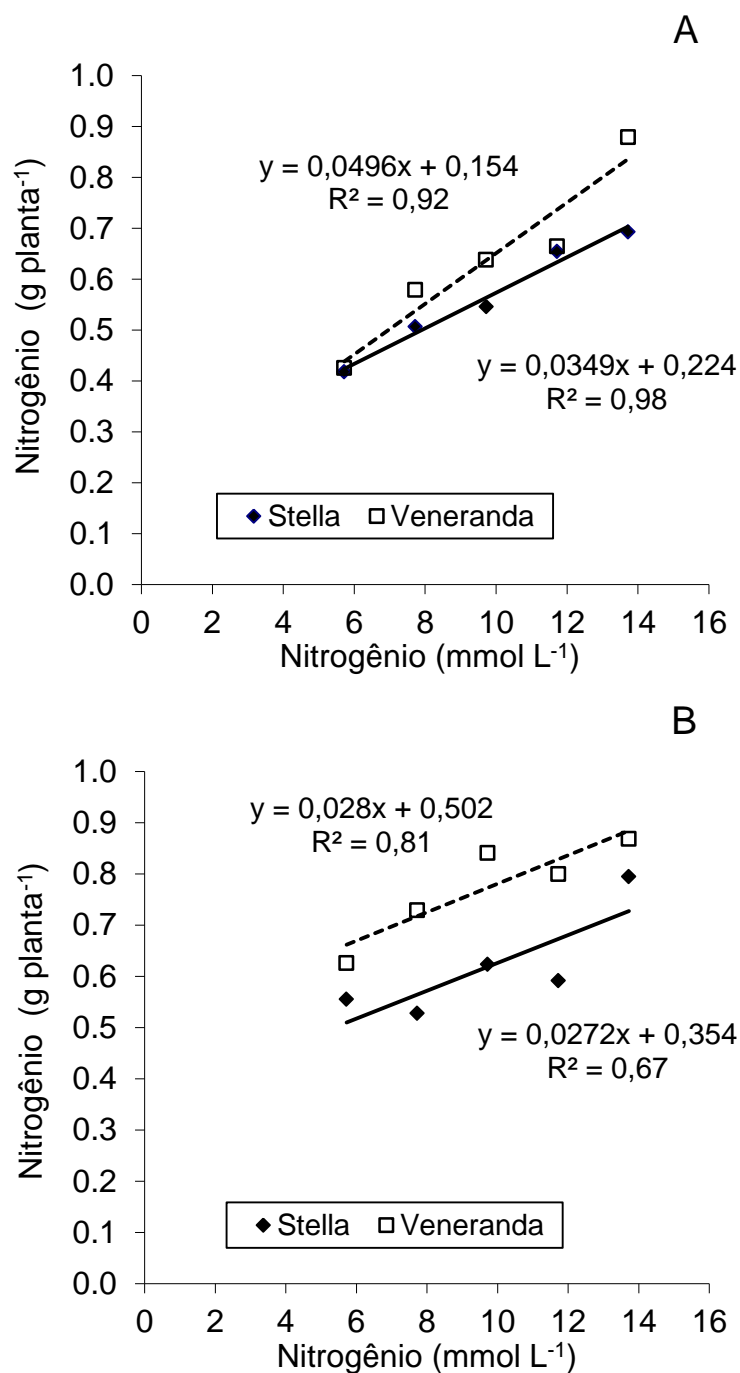 A
1.0
0.9
0.8
0.7
0.6
0.5
0.4
0.3
0.2
0.1
0.0
Nitrogênio (g planta-1)
y = 0,0496x + 0,154
R² = 0,92
y = 0,0349x + 0,224
R² = 0,98
Stella Veneranda
0 2 4 6 8 10 12 14 16
Nitrogênio (mmol L-1)
B
1.0
0.9
0.8
0.7
0.6
0.5
0.4
0.3
0.2
0.1
0.0
Nitrogênio (g planta-1)
y = 0,028x + 0,502
R² = 0,81
y = 0,0272x + 0,354
R² = 0,67
Stella Veneranda
0 2 4 6 8 10 12 14 16
Nitrogênio (mmol L-1)